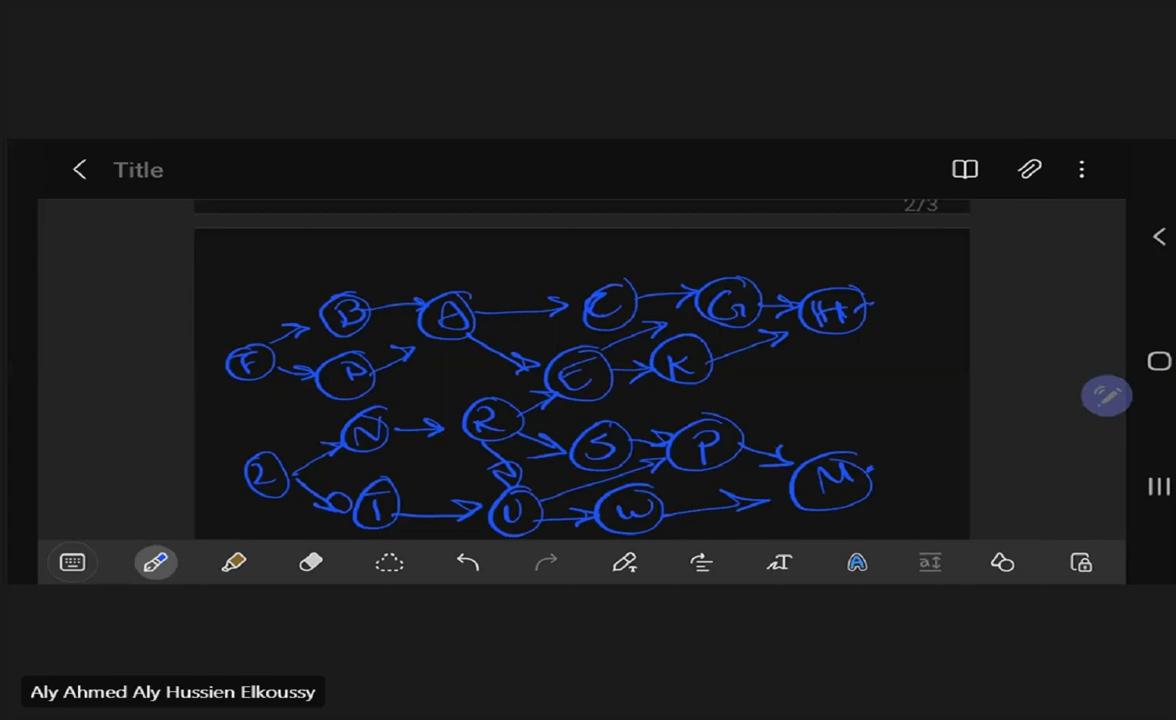 Title
2/3
B A C G H
F E K
N R S P
T U W M
Aly Ahmed Aly Hussien Elkoussy